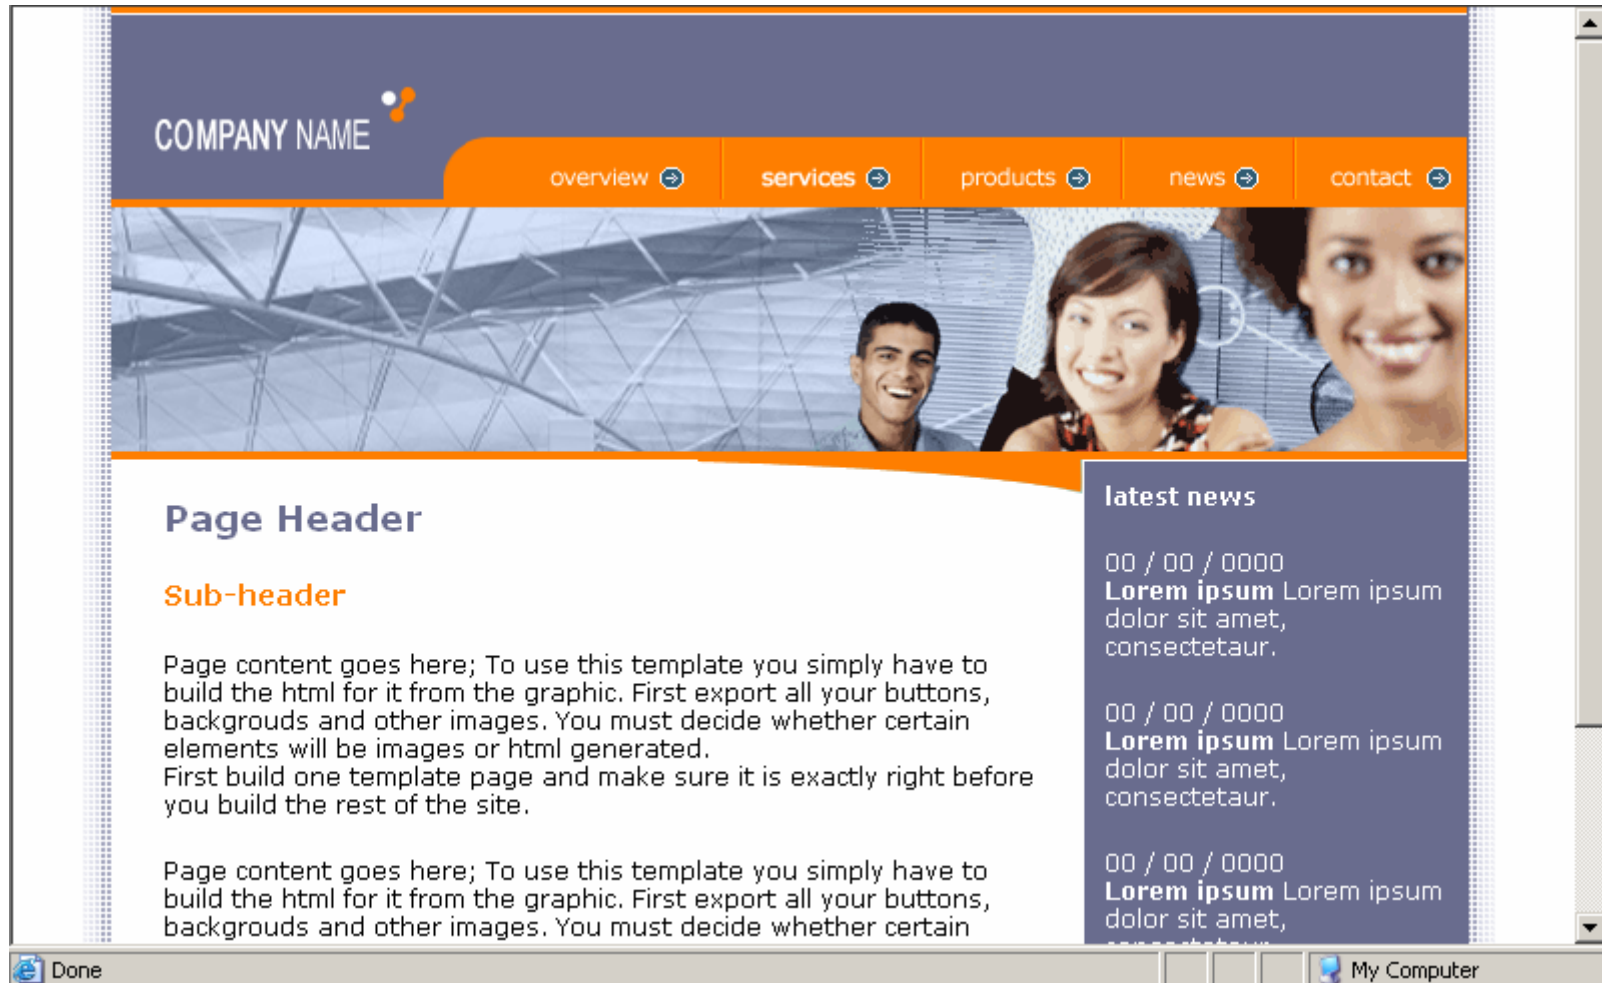 COMPANY NAME
overview
services
products
news
contact
Page Header
Sub-header
Page content goes here; To use this template you simply have to
build the html for it from the graphic. First export all your buttons,
backgrouds and other images. You must decide whether certain
elements will be images or html generated.
First build one template page and make sure it is exactly right before
you build the rest of the site.
Page content goes here; To use this template you simply have to
build the html for it from the graphic. First export all your buttons,
backgrouds and other images. You must decide whether certain
latest news
00 / 00 / 0000
Lorem ipsum Lorem ipsum
dolor sit amet,
consectetaur.
00 / 00 / 0000
Lorem ipsum Lorem ipsum
dolor sit amet,
consectetaur.
00 / 00 / 0000
Lorem ipsum Lorem ipsum
dolor sit amet,
Done
My Computer